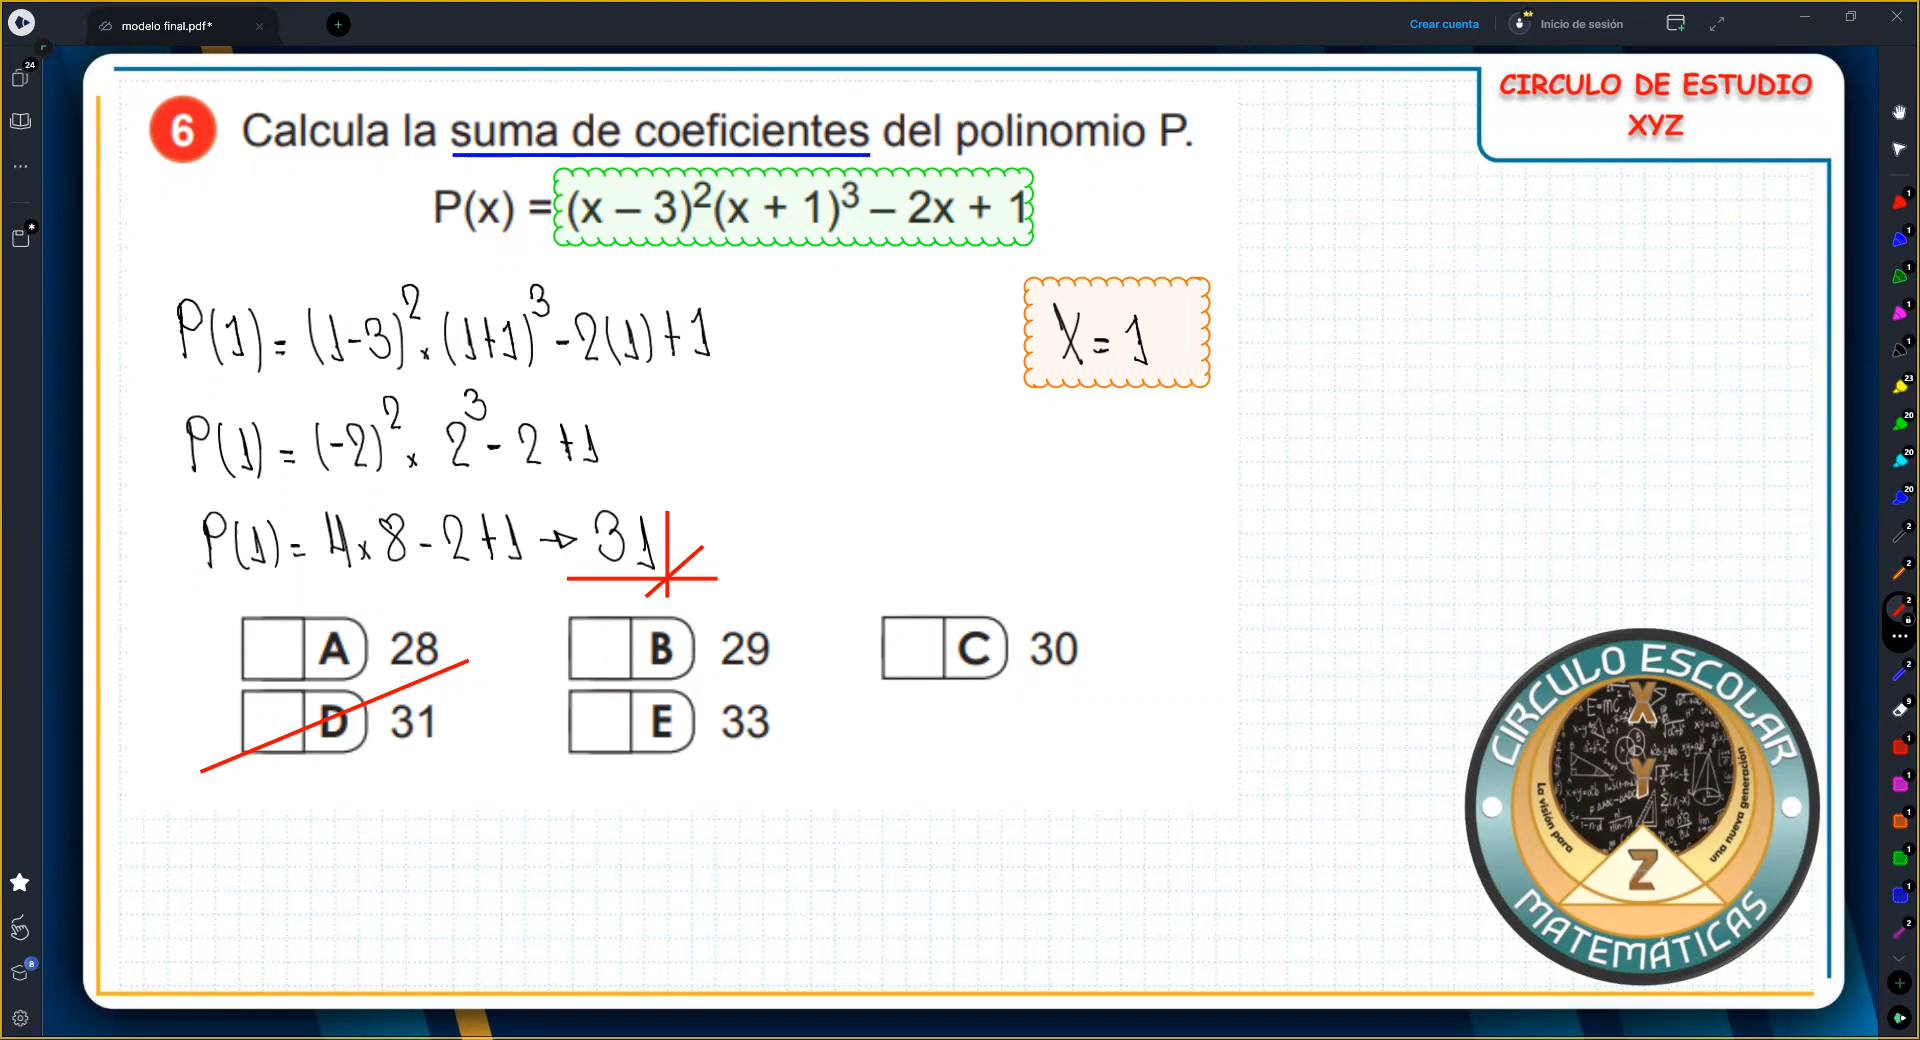 modelo final.pdf*
Crear cuenta
Inicio de sesión
CIRCULO DE ESTUDIO
XYZ
6 Calcula la suma de coeficientes del polinomio P.
P(x) = (x – 3)²(x + 1)³ – 2x + 1
P(1) = (1-3)² × (1+1)³ - 2(1) + 1
X = 1
P(1) = (-2)² × 2³ - 2 + 1
P(1) = 4 × 8 - 2 + 1 → 31
A 28
B 29
C 30
D 31
E 33
CIRCULO ESCOLAR
X
Y
Z
La visión para
una nueva generación
MATEMÁTICAS